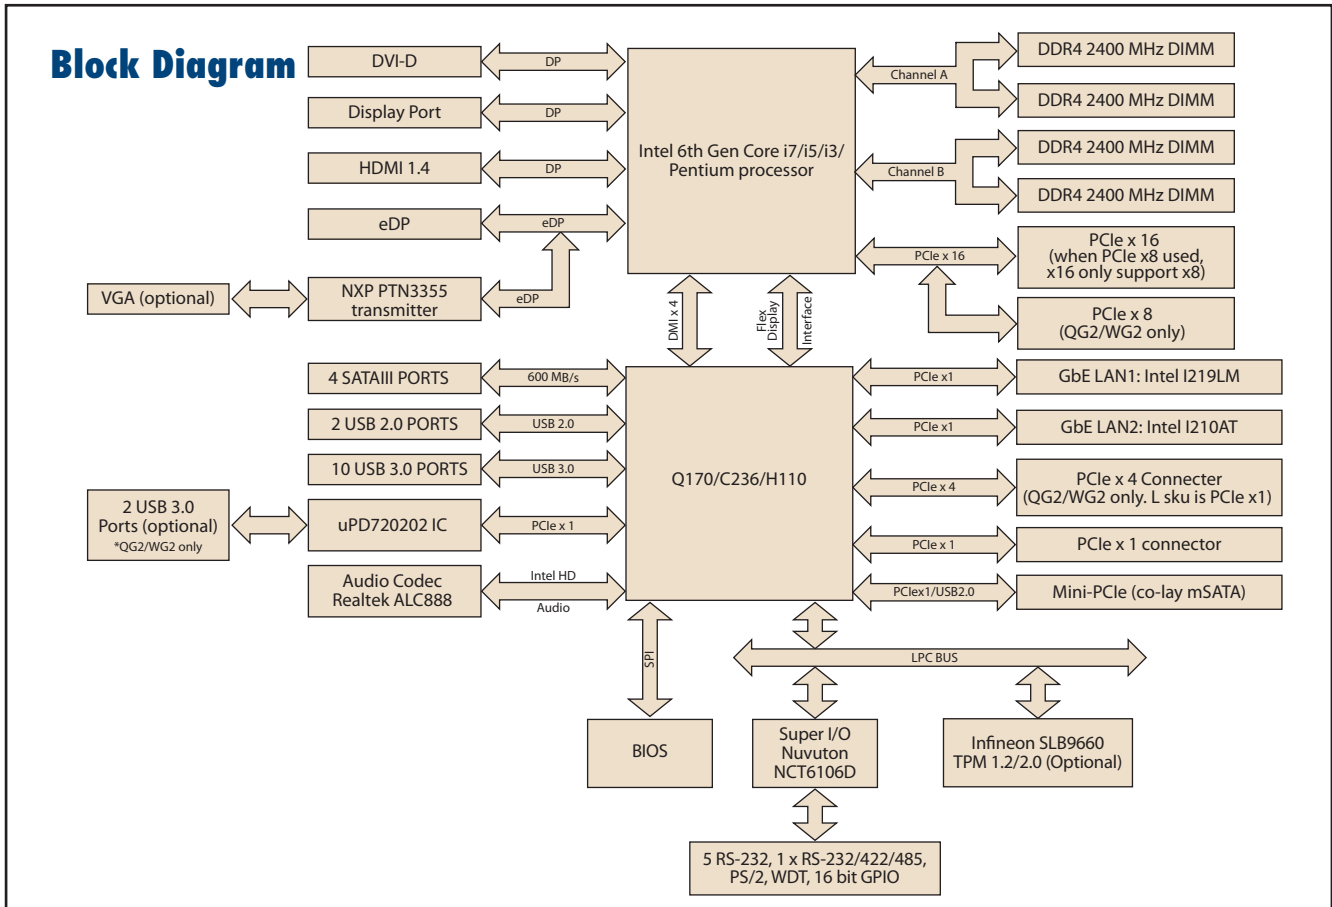 Block Diagram
DVI-D
DP
Display Port
DP
HDMI 1.4
DP
eDP
eDP
VGA (optional)
NXP PTN3355
transmitter
eDP
Intel 6th Gen Core i7/i5/i3/
Pentium processor
Channel A
DDR4 2400 MHz DIMM
DDR4 2400 MHz DIMM
Channel B
DDR4 2400 MHz DIMM
DDR4 2400 MHz DIMM
PCIe x 16
PCIe x 16
(when PCIe x8 used,
x16 only support x8)
PCIe x 8
(QG2/WG2 only)
DMI x 4
Flex
Display
Interface
4 SATAIII PORTS
600 MB/s
2 USB 2.0 PORTS
USB 2.0
10 USB 3.0 PORTS
USB 3.0
2 USB 3.0
Ports (optional)
*QG2/WG2 only
uPD720202 IC
PCIe x 1
Audio Codec
Realtek ALC888
Intel HD
Audio
Q170/C236/H110
PCIe x1
GbE LAN1: Intel I219LM
PCIe x1
GbE LAN2: Intel I210AT
PCIe x 4
PCIe x 4 Connecter
(QG2/WG2 only. L sku is PCIe x1)
PCIe x 1
PCIe x 1 connector
PCIex1/USB2.0
Mini-PCIe (co-lay mSATA)
SPI
LPC BUS
BIOS
Super I/O
Nuvuton
NCT6106D
Infineon SLB9660
TPM 1.2/2.0 (Optional)
5 RS-232, 1 x RS-232/422/485,
PS/2, WDT, 16 bit GPIO